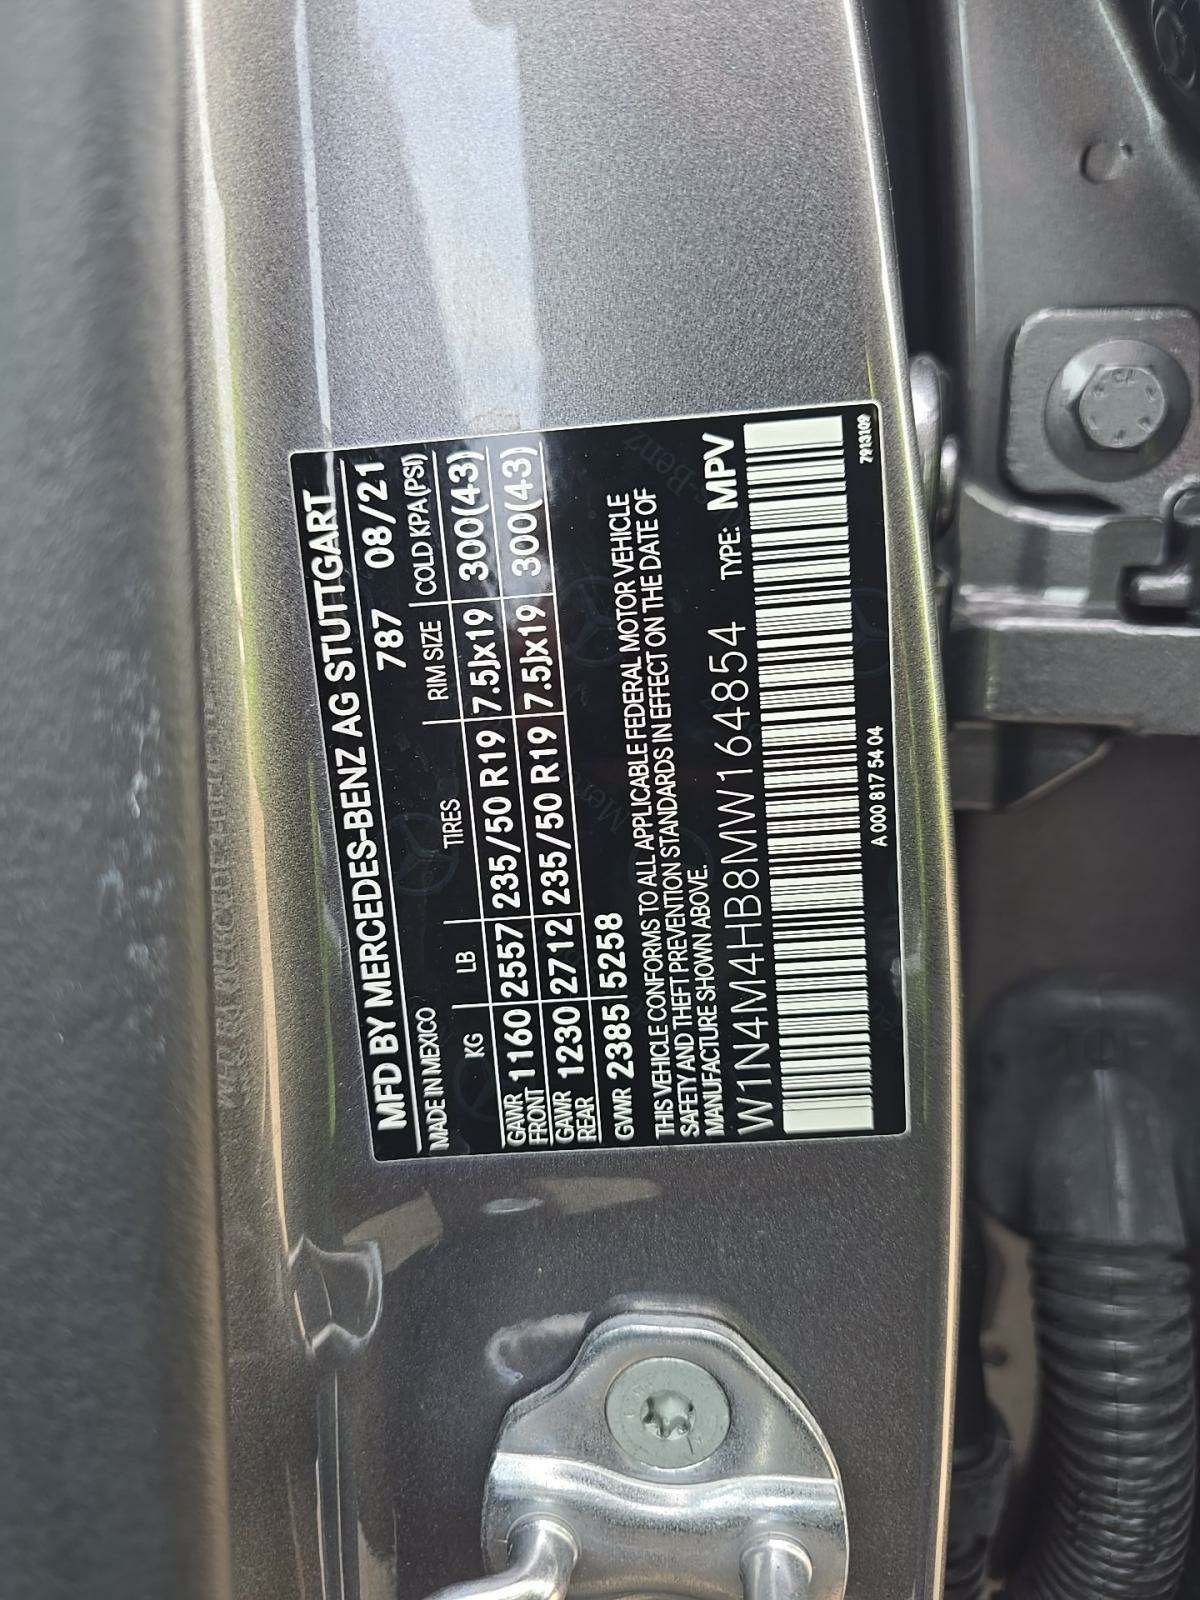 MFD BY MERCEDES-BENZ AG STUTTGART
MADE IN MEXICO 787 08/21
KG LB TIRES RIM SIZE COLD KPA (PSI)
GAWR FRONT 1160 2557 235/50 R19 7.5Jx19 300(43)
GAWR REAR 1230 2712 235/50 R19 7.5Jx19 300(43)
GVWR 2385 5258
THIS VEHICLE CONFORMS TO ALL APPLICABLE FEDERAL MOTOR VEHICLE
SAFETY AND THEFT PREVENTION STANDARDS IN EFFECT ON THE DATE OF
MANUFACTURE SHOWN ABOVE.
W1N4M4HB8MW164854 TYPE: MPV
A 000 817 54 04 7913109